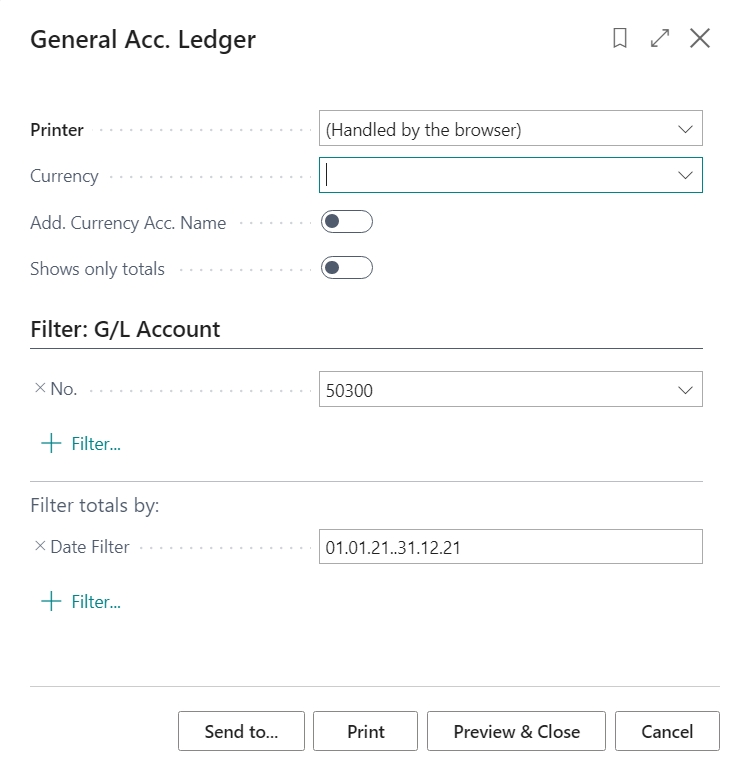 General Acc. Ledger
Printer (Handled by the browser)
Currency
Add. Currency Acc. Name
Shows only totals
Filter: G/L Account
No. 50300
Filter...
Filter totals by:
Date Filter 01.01.21..31.12.21
Filter...
Send to... Print Preview & Close Cancel